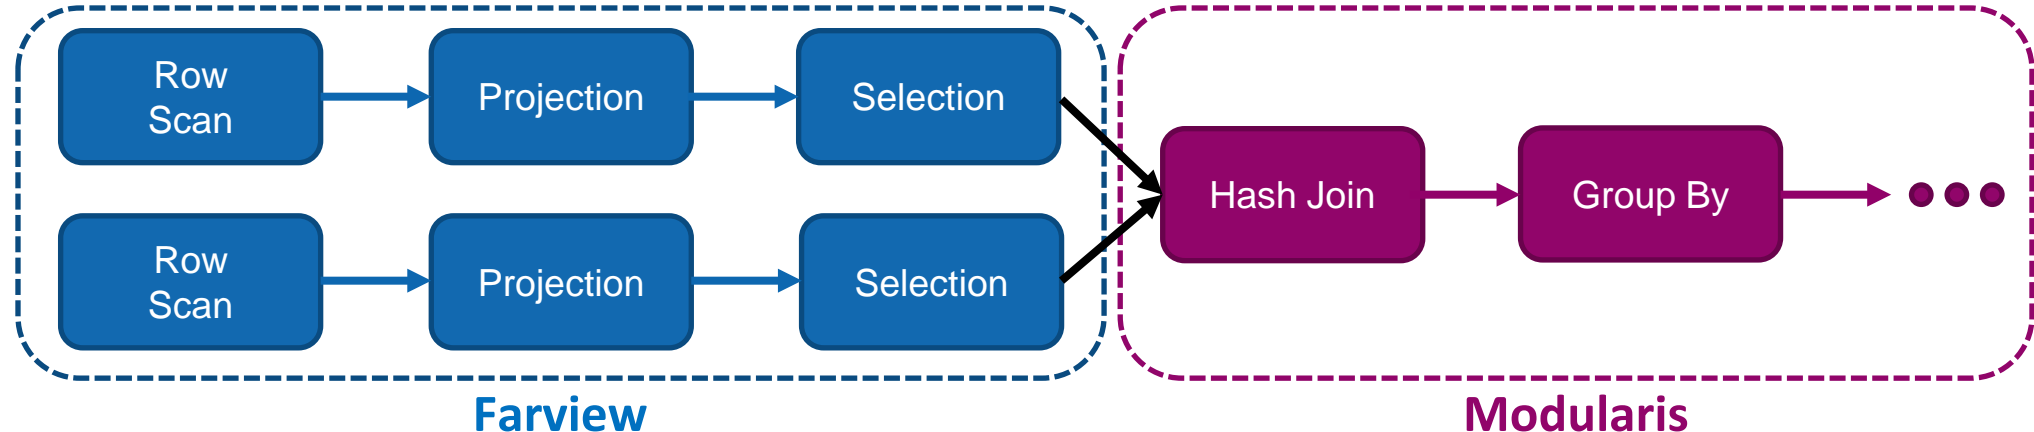 Row
Scan
Projection
Selection
Row
Scan
Projection
Selection
Hash Join
Group By
Farview
Modularis